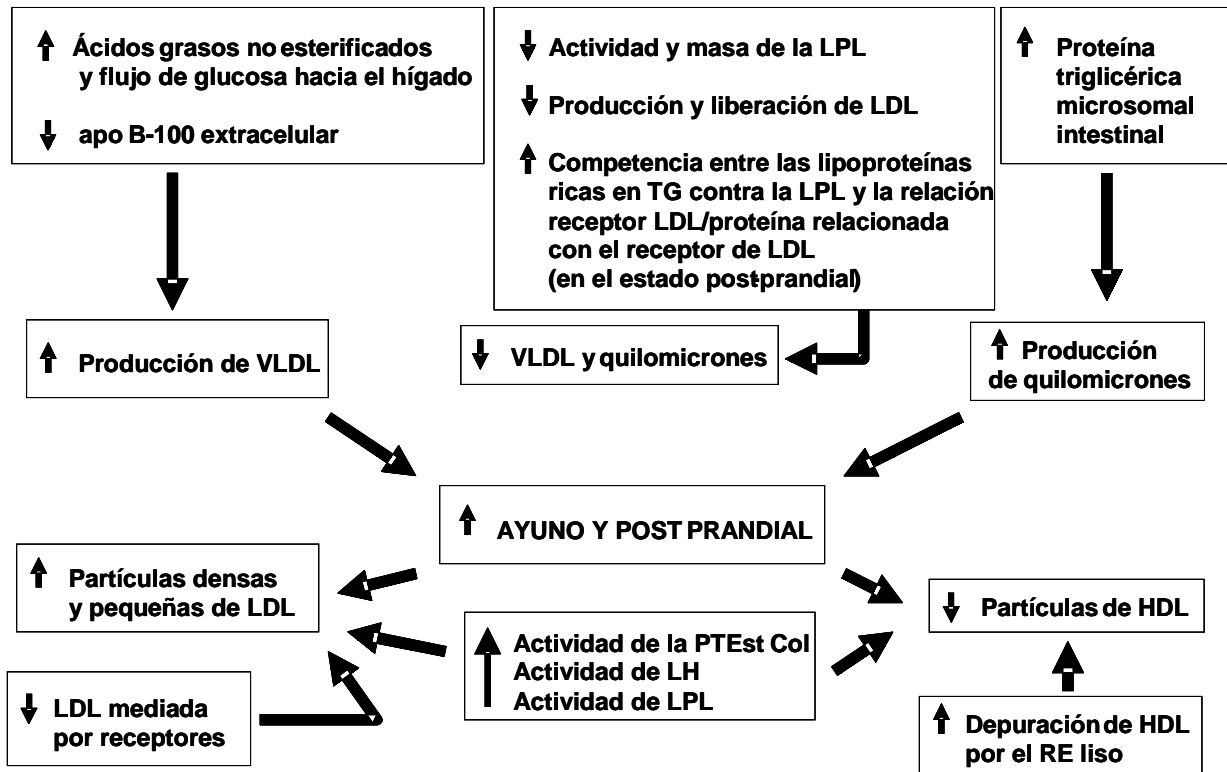 Ácidos grasos no esterificados
y flujo de glucosa hacia el hígado
apo B-100 extracelular
Actividad y masa de la LPL
Producción y liberación de LDL
Competencia entre las lipoproteínas
ricas en TG contra la LPL y la relación
receptor LDL/proteína relacionada
con el receptor de LDL
(en el estado post-prandial)
Proteína
triglicérica
microsomal
intestinal
Producción de VLDL
VLDL y quilomicrones
Producción
de quilomicrones
AYUNO Y POST PRANDIAL
Partículas densas
y pequeñas de LDL
Actividad de la PTEst Col
Actividad de LH
Actividad de LPL
Partículas de HDL
LDL mediada
por receptores
Depuración de HDL
por el RE liso